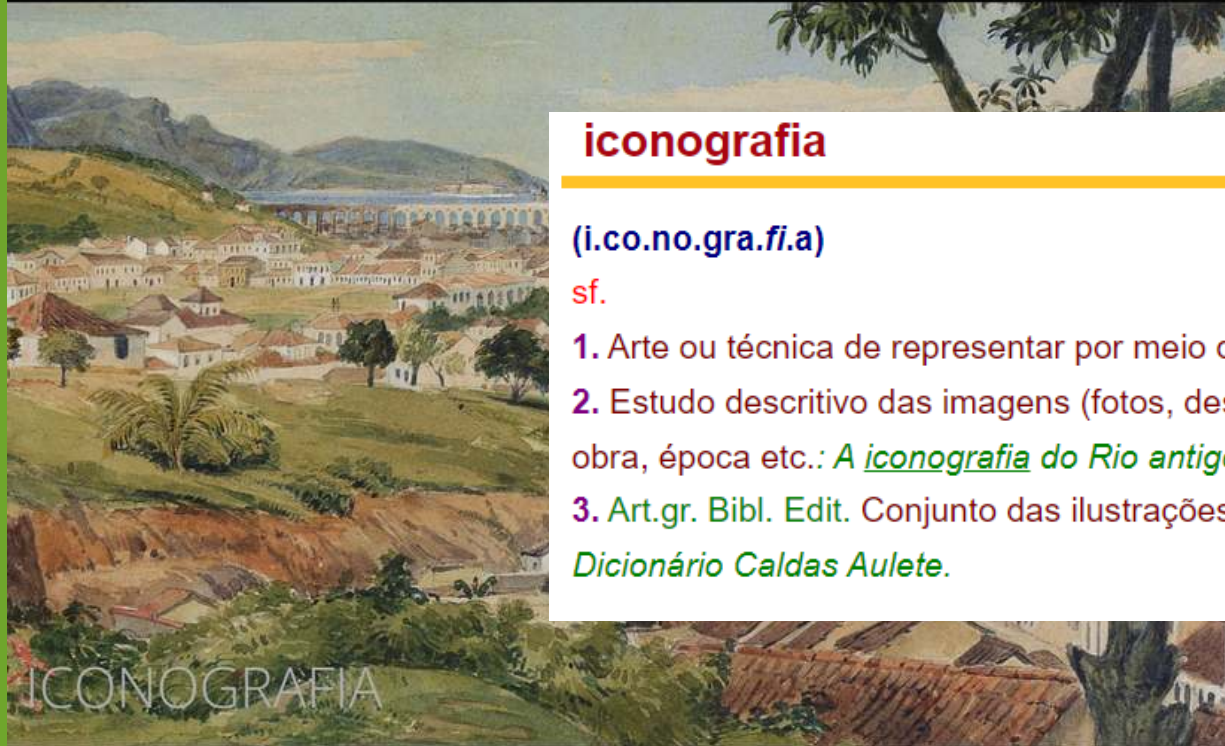 iconografia
(i.co.no.gra.fi.a)
sf.
1. Arte ou técnica de representar por meio
2. Estudo descritivo das imagens (fotos,
obra, época etc.: A iconografia do Rio
3. Art.gr. Bibl. Edit. Conjunto das ilustrações
Dicionário Caldas Aulete.
ICONOGRAFIA